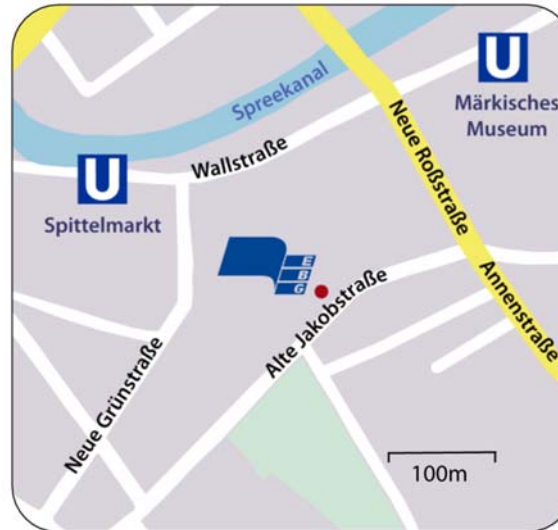 U
Märkisches
Museum
Spreekanal
Neue Roßstraße
Wallstraße
U
Spittelmarkt
E
B
G
Annenstraße
Alte Jakobstraße
Neue Grünstraße
100m